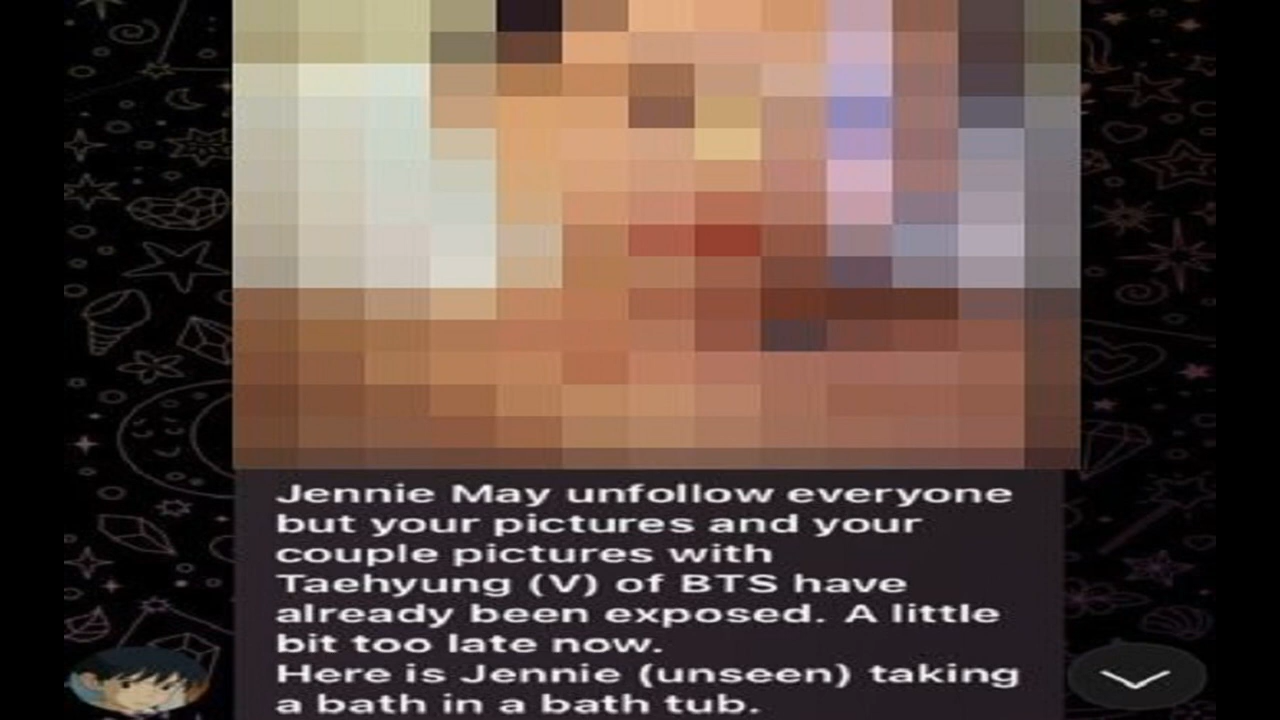 Jennie May unfollow everyone
but your pictures and your
couple pictures with
Taehyung (V) of BTS have
already been exposed. A little
bit too late now.
Here is Jennie (unseen) taking
a bath in a bath tub.